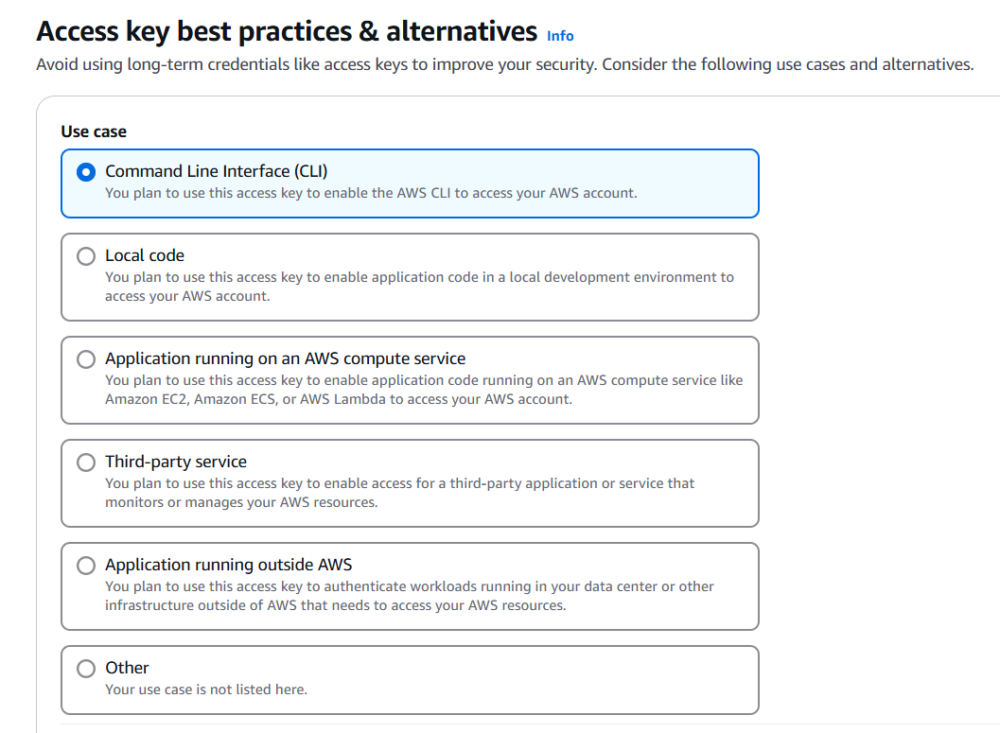 Access key best practices & alternatives Info
Avoid using long-term credentials like access keys to improve your security. Consider the following use cases and alternatives.
Use case
Command Line Interface (CLI)
You plan to use this access key to enable the AWS CLI to access your AWS account.
Local code
You plan to use this access key to enable application code in a local development environment to
access your AWS account.
Application running on an AWS compute service
You plan to use this access key to enable application code running on an AWS compute service like
Amazon EC2, Amazon ECS, or AWS Lambda to access your AWS account.
Third-party service
You plan to use this access key to enable access for a third-party application or service that
monitors or manages your AWS resources.
Application running outside AWS
You plan to use this access key to authenticate workloads running in your data center or other
infrastructure outside of AWS that needs to access your AWS resources.
Other
Your use case is not listed here.